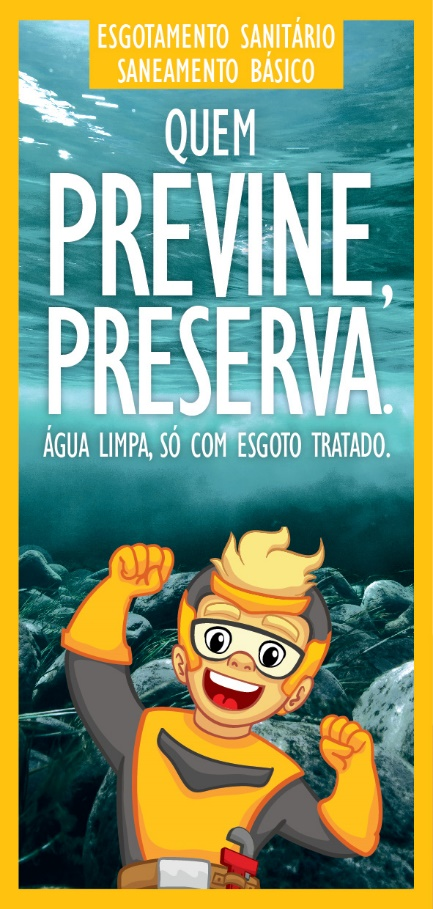 ESGOTAMENTO SANITÁRIO
SANEAMENTO BÁSICO
QUEM
PREVINE,
PRESERVA.
ÁGUA LIMPA, SÓ COM ESGOTO TRATADO.